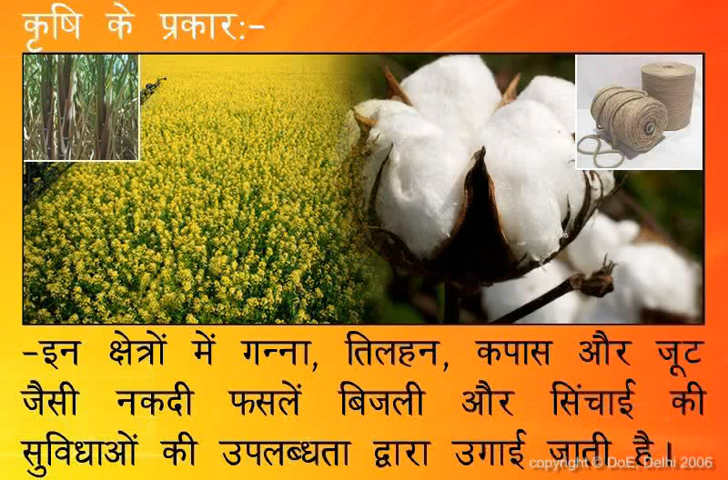 कृषि के प्रकार:-
-इन क्षेत्रों में गन्ना, तिलहन, कपास और जूट
जैसी नकदी फसलें बिजली और सिंचाई की
सुविधाओं की उपलब्धता द्वारा उगाई जाती है।
copyright © DoE, Delhi 2006